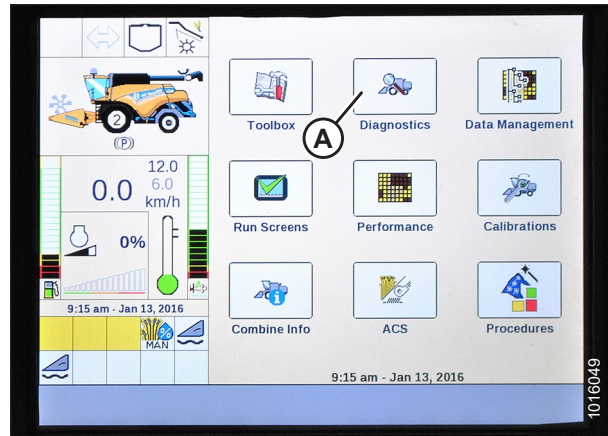 2
(P)
12.0
6.0
0.0
km/h
0%
9:15 am - Jan 13, 2016
%
MAN
Toolbox
Diagnostics
Data Management
A
Run Screens
Performance
Calibrations
Combine Info
ACS
Procedures
9:15 am - Jan 13, 2016
1016049